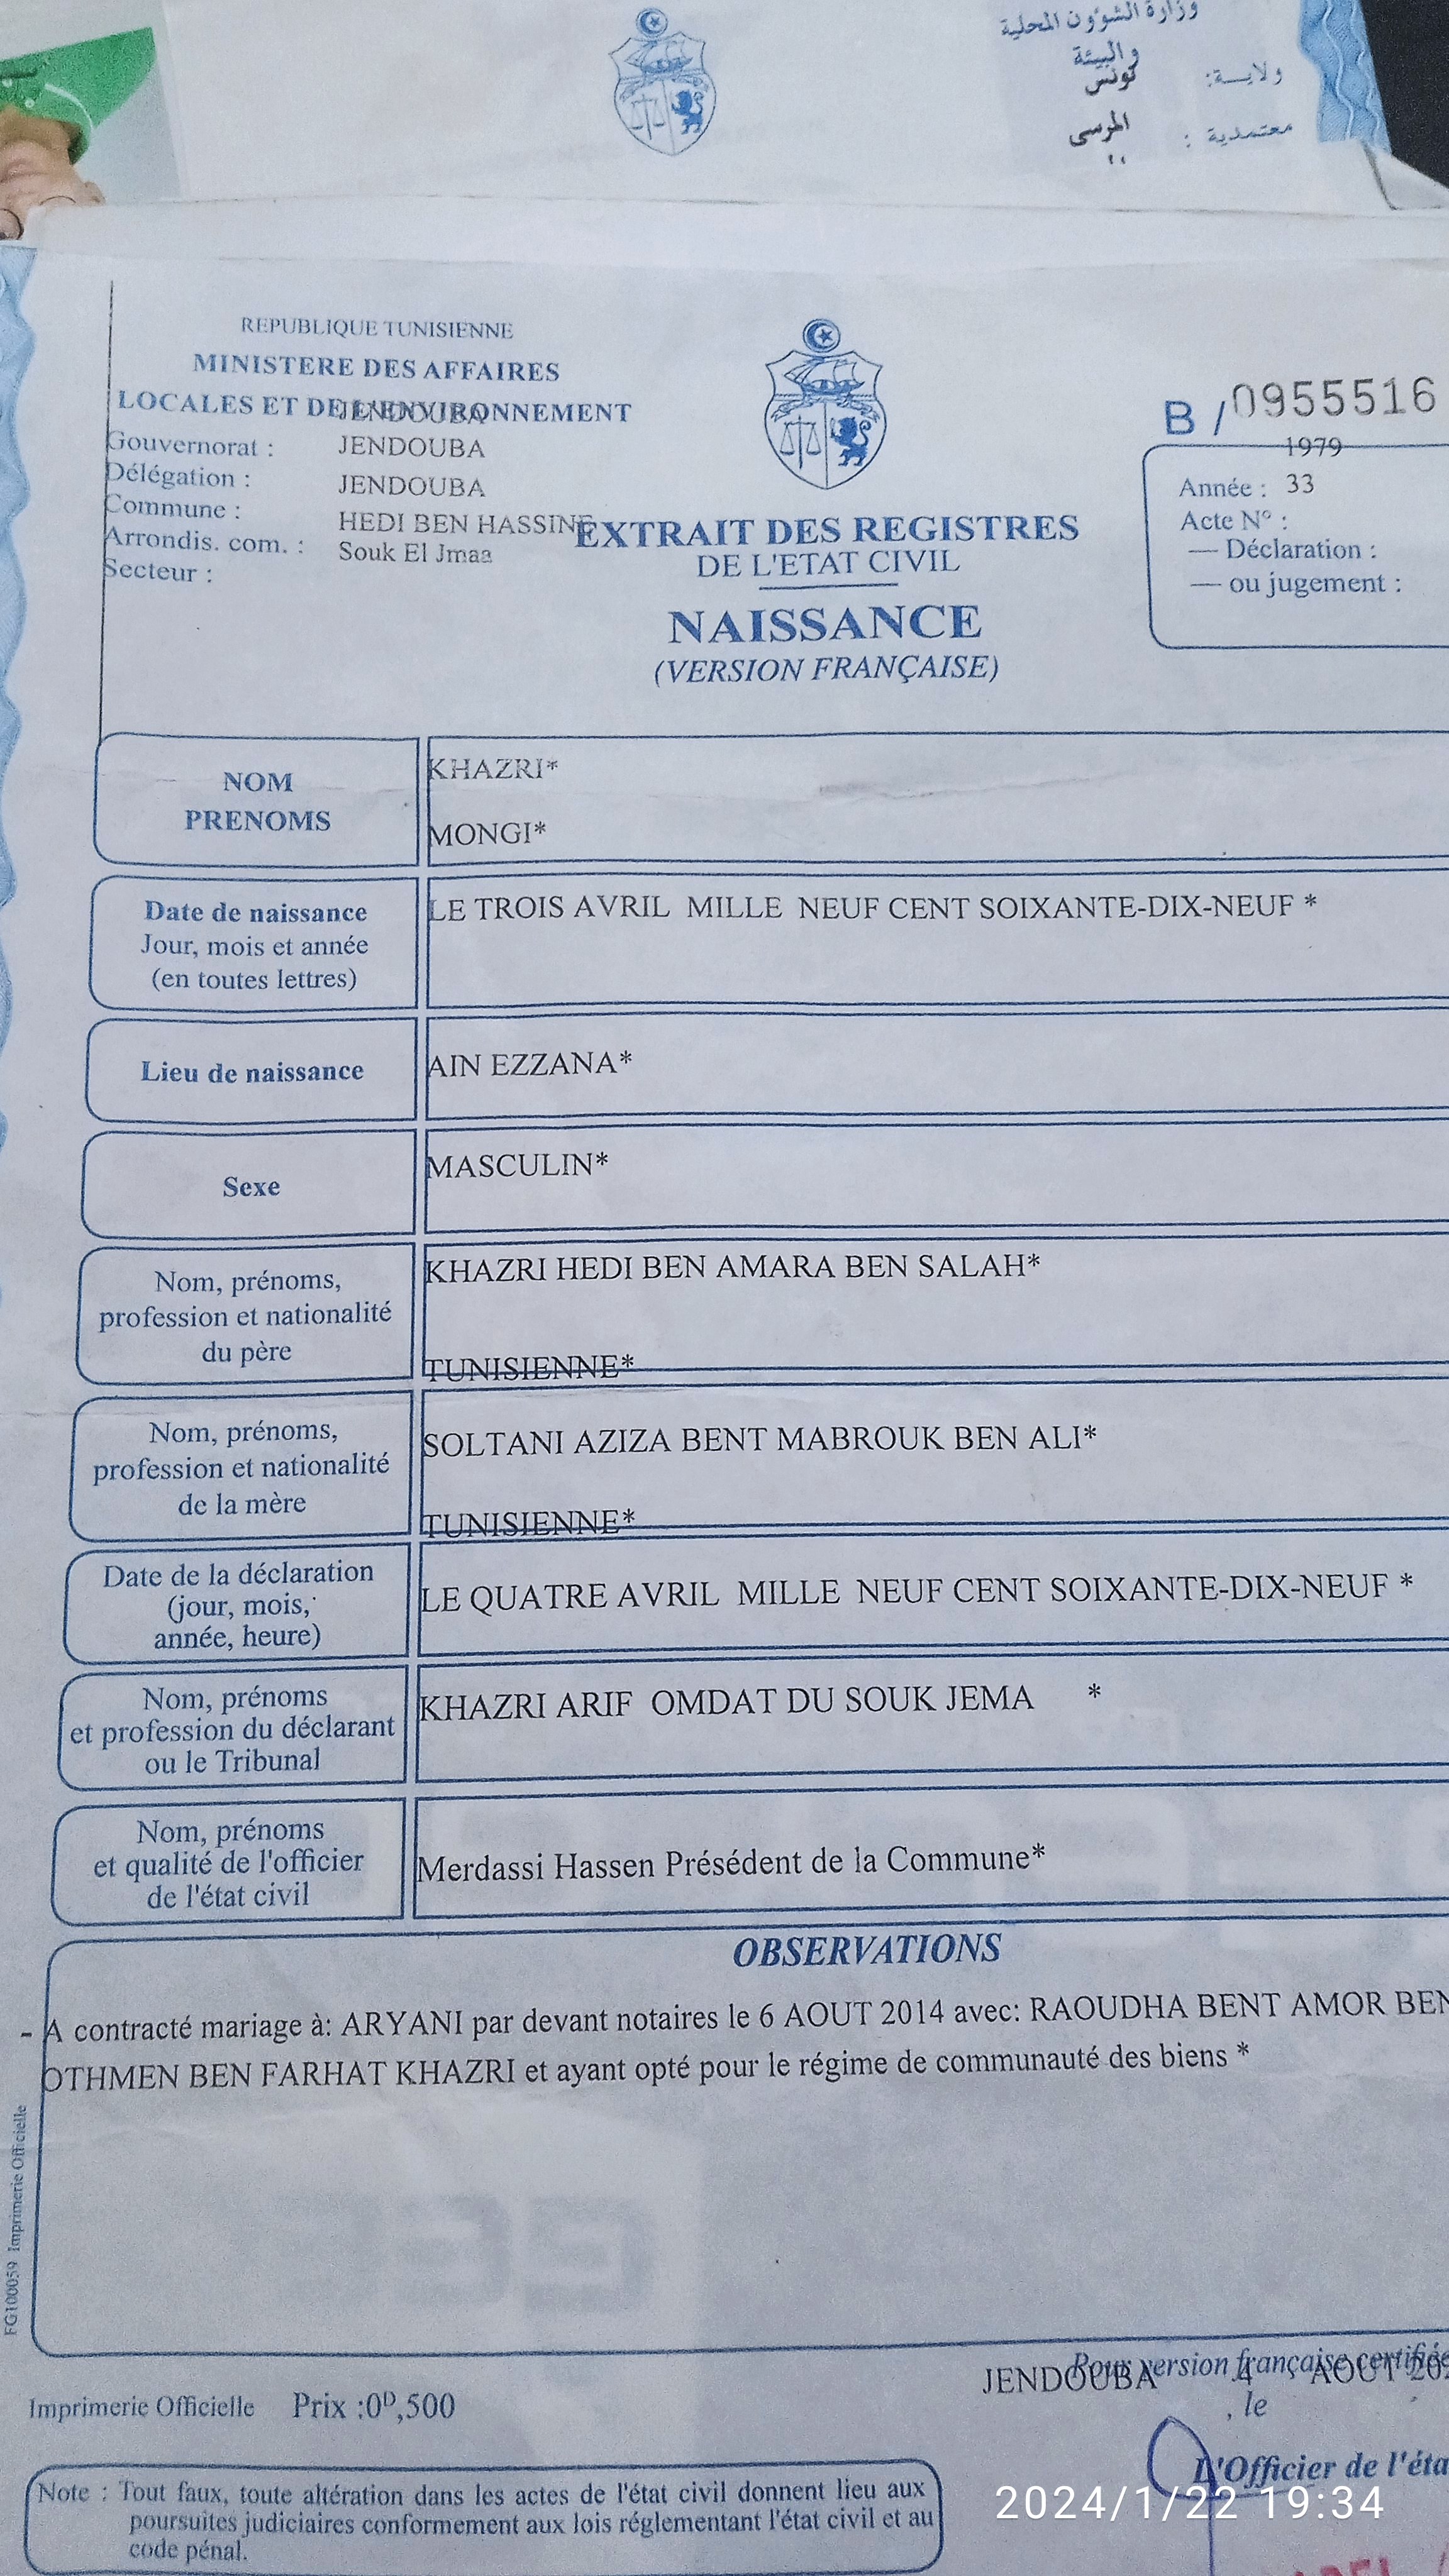 وزارة الشؤون المحلية
والبيئة
ولاية: تونس
معتمدية : المرسى
REPUBLIQUE TUNISIENNE
MINISTERE DES AFFAIRES
LOCALES ET DE L'ENVIRONNEMENT
JENDOUBA
Gouvernorat : JENDOUBA
Délégation : JENDOUBA
Commune : HEDI BEN HASSINE
Arrondis. com. : Souk El Jmaa
Secteur :
B / 0955516
1979
Année : 33
Acte N° :
— Déclaration :
— ou jugement :
EXTRAIT DES REGISTRES
DE L'ETAT CIVIL
NAISSANCE
(VERSION FRANÇAISE)
NOM
PRENOMS
KHAZRI*
MONGI*
Date de naissance
Jour, mois et année
(en toutes lettres)
LE TROIS AVRIL MILLE NEUF CENT SOIXANTE-DIX-NEUF *
Lieu de naissance
AIN EZZANA*
Sexe
MASCULIN*
Nom, prénoms,
profession et nationalité
du père
KHAZRI HEDI BEN AMARA BEN SALAH*
TUNISIENNE*
Nom, prénoms,
profession et nationalité
de la mère
SOLTANI AZIZA BENT MABROUK BEN ALI*
TUNISIENNE*
Date de la déclaration
(jour, mois,
année, heure)
LE QUATRE AVRIL MILLE NEUF CENT SOIXANTE-DIX-NEUF *
Nom, prénoms
et profession du déclarant
ou le Tribunal
KHAZRI ARIF OMDAT DU SOUK JEMA *
Nom, prénoms
et qualité de l'officier
de l'état civil
Merdassi Hassen Présédent de la Commune*
OBSERVATIONS
- A contracté mariage à: ARYANI par devant notaires le 6 AOUT 2014 avec: RAOUDHA BENT AMOR BEN
OTHMEN BEN FARHAT KHAZRI et ayant opté pour le régime de communauté des biens *
FG100059 Imprimerie Officielle
Pour version française certifiée
JENDOUBA 4 AOUT
, le
Imprimerie Officielle Prix :0ᴰ,500
L'Officier de l'éta
Note : Tout faux, toute altération dans les actes de l'état civil donnent lieu aux
poursuites judiciaires conformement aux lois réglementant l'état civil et au
code pénal.
2024/1/22 19:34